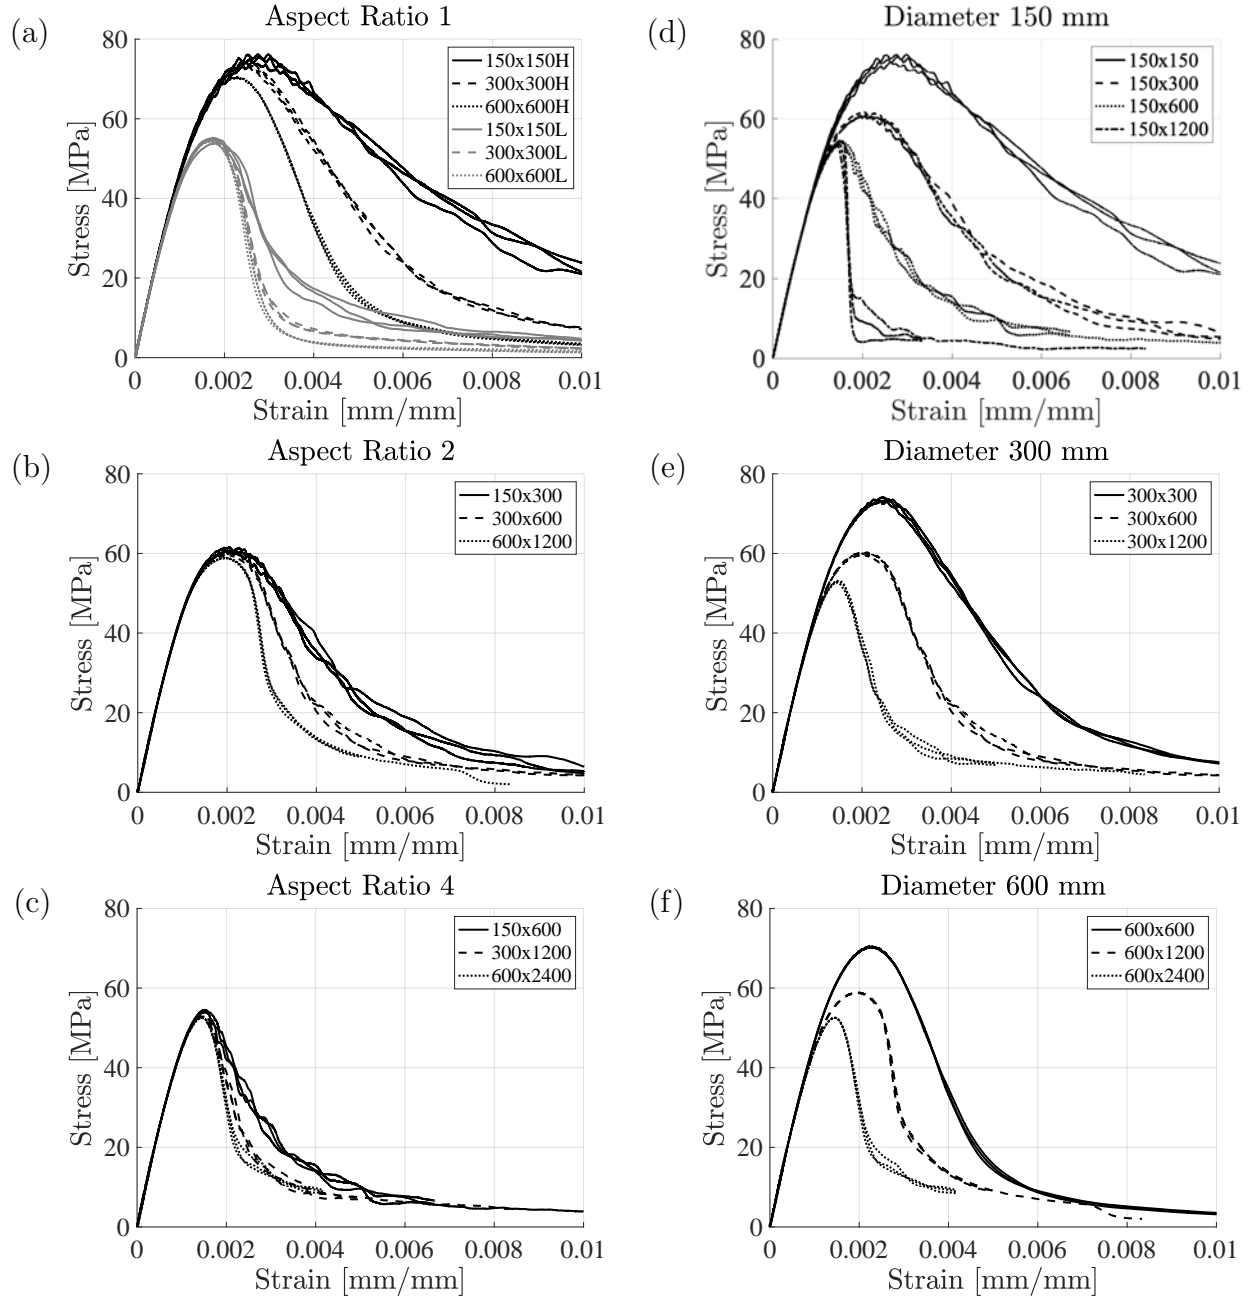 (a)
Aspect Ratio 1
Stress [MPa]
80
60
40
20
0
150x150H
300x300H
600x600H
150x150L
300x300L
600x600L
0 0.002 0.004 0.006 0.008 0.01
Strain [mm/mm]
(d)
Diameter 150 mm
Stress [MPa]
80
60
40
20
0
150x150
150x300
150x600
150x1200
0 0.002 0.004 0.006 0.008 0.01
Strain [mm/mm]
(b)
Aspect Ratio 2
Stress [MPa]
80
60
40
20
0
150x300
300x600
600x1200
0 0.002 0.004 0.006 0.008 0.01
Strain [mm/mm]
(e)
Diameter 300 mm
Stress [MPa]
80
60
40
20
0
300x300
300x600
300x1200
0 0.002 0.004 0.006 0.008 0.01
Strain [mm/mm]
(c)
Aspect Ratio 4
Stress [MPa]
80
60
40
20
0
150x600
300x1200
600x2400
0 0.002 0.004 0.006 0.008 0.01
Strain [mm/mm]
(f)
Diameter 600 mm
Stress [MPa]
80
60
40
20
0
600x600
600x1200
600x2400
0 0.002 0.004 0.006 0.008 0.01
Strain [mm/mm]